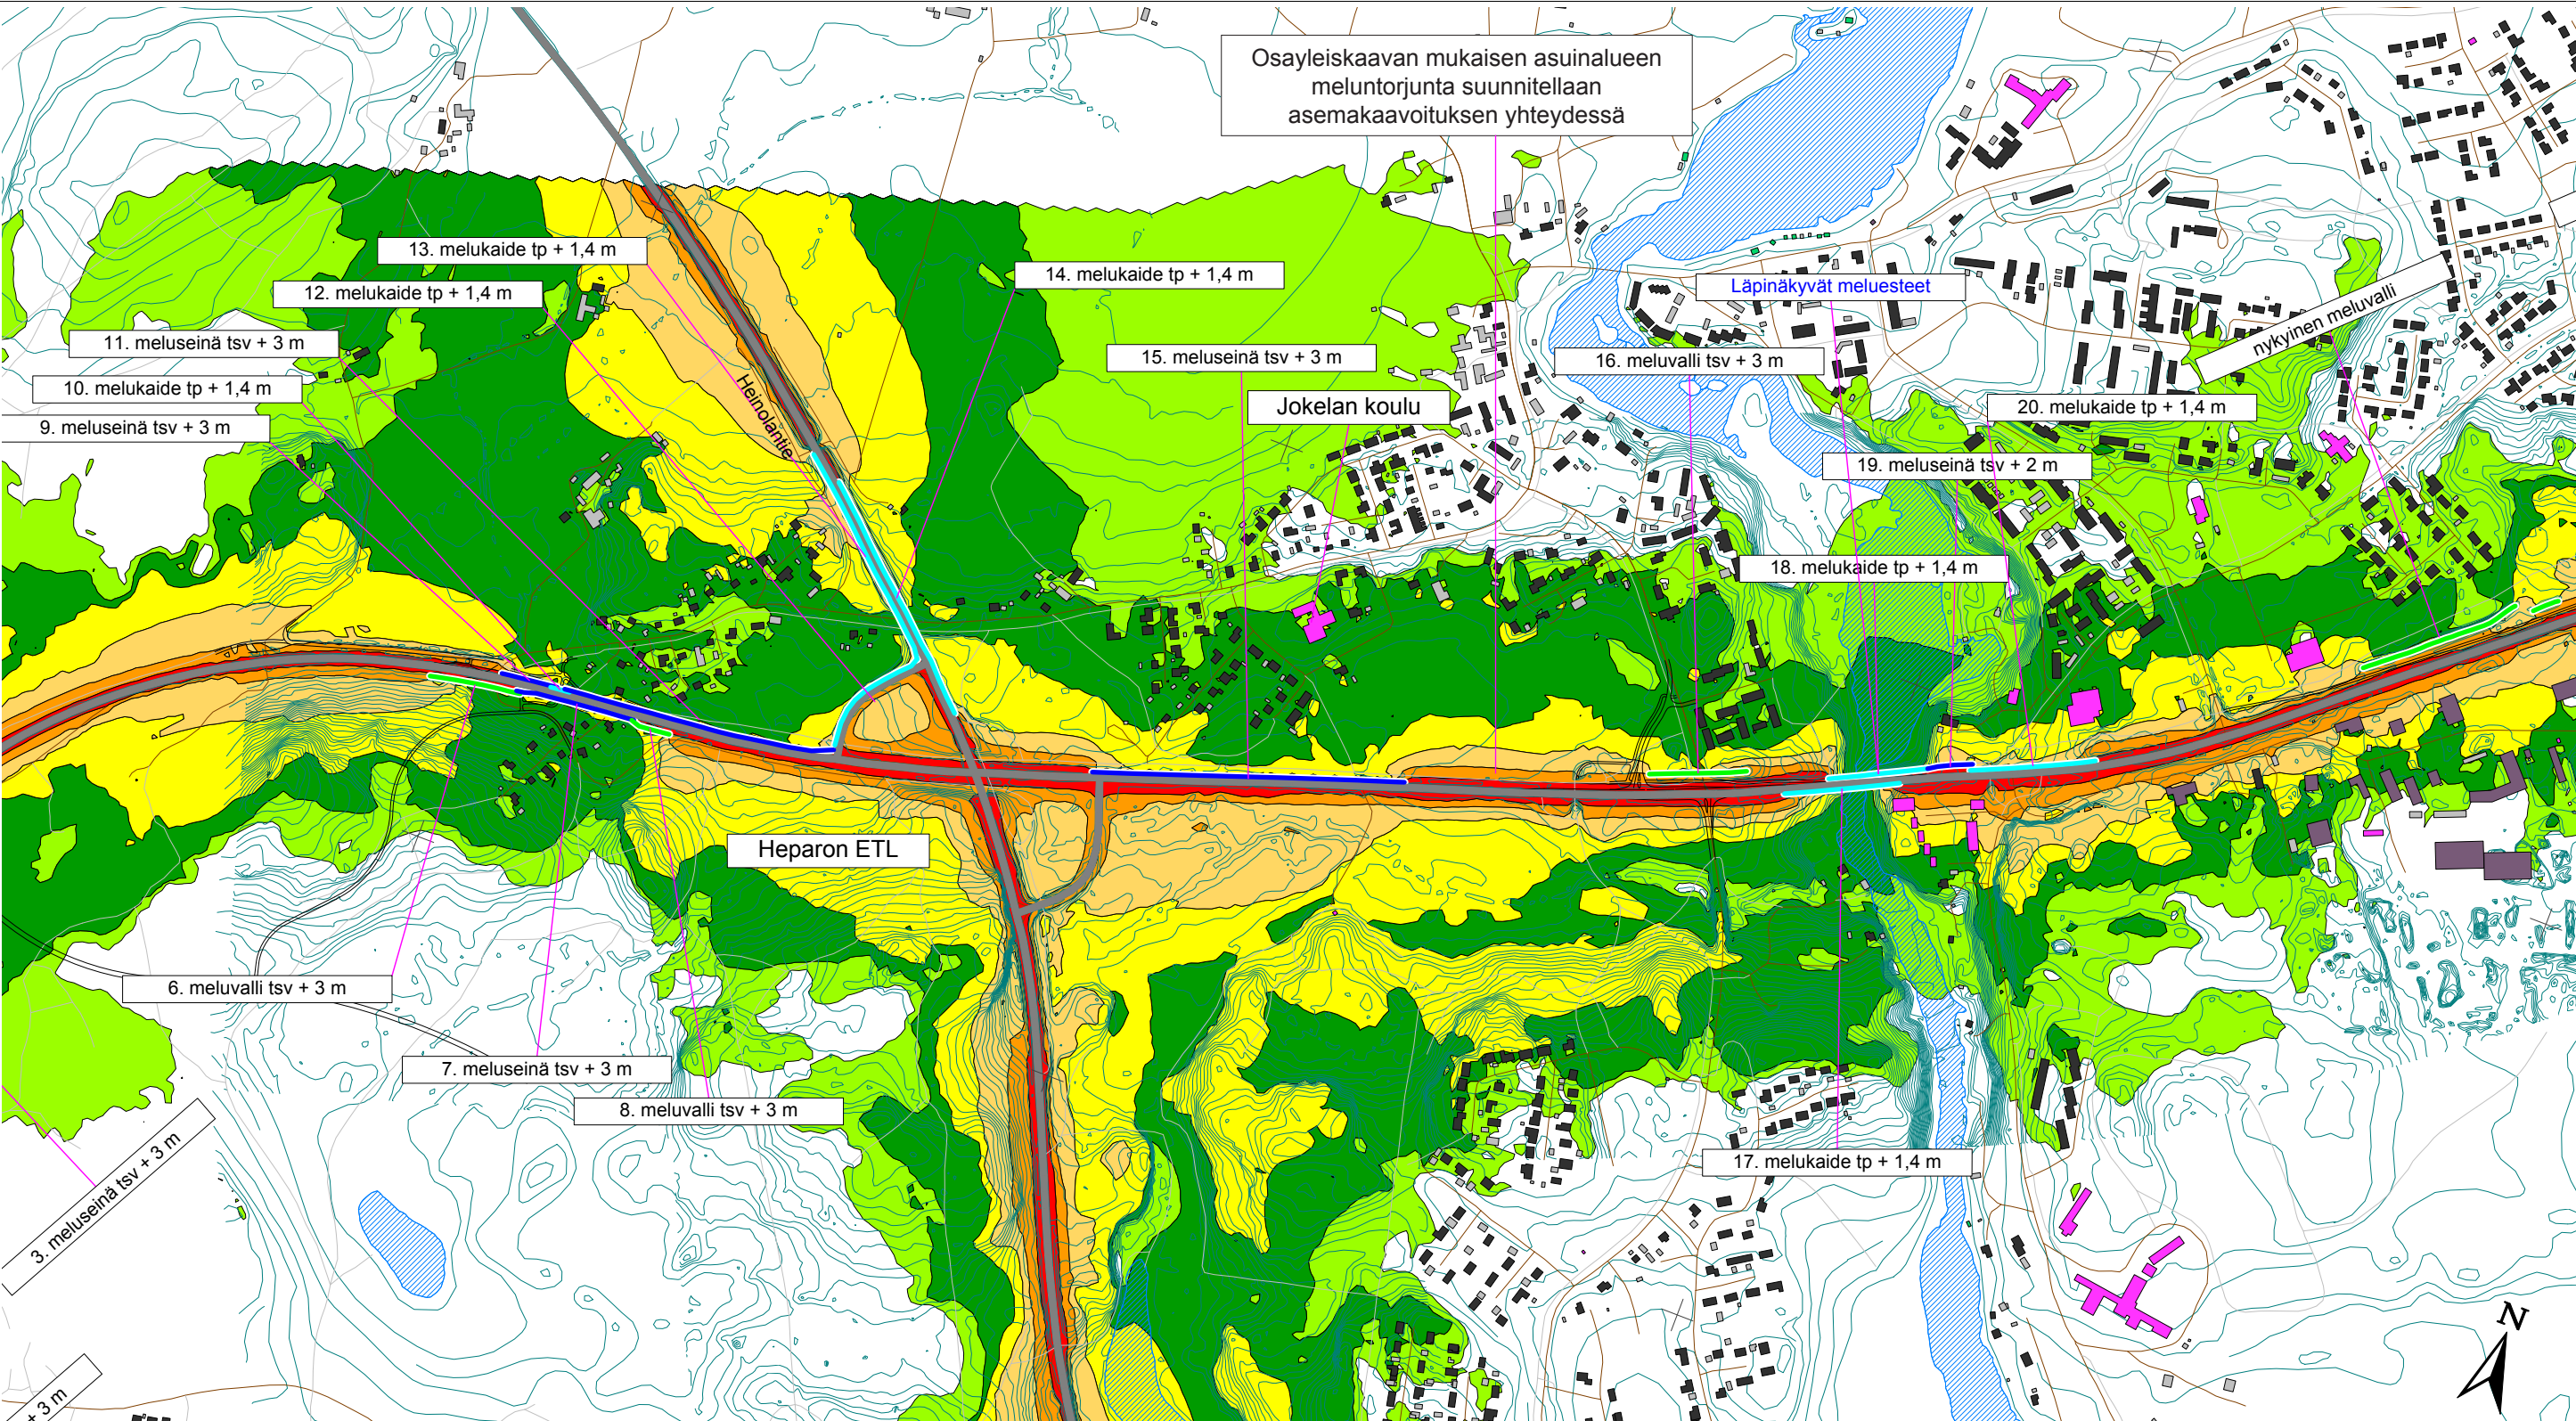 Osayleiskaavan mukaisen asuinalueen
meluntorjunta suunnitellaan
asemakaavoituksen yhteydessä
13. melukaide tp + 1,4 m
14. melukaide tp + 1,4 m
12. melukaide tp + 1,4 m
Läpinäkyvät meluesteet
nykyinen meluvalli
11. meluseinä tsv + 3 m
15. meluseinä tsv + 3 m
16. meluvalli tsv + 3 m
10. melukaide tp + 1,4 m
Heinolantie
Jokelan koulu
20. melukaide tp + 1,4 m
9. meluseinä tsv + 3 m
19. meluseinä tsv + 2 m
18. melukaide tp + 1,4 m
Heparon ETL
6. meluvalli tsv + 3 m
7. meluseinä tsv + 3 m
8. meluvalli tsv + 3 m
17. melukaide tp + 1,4 m
3. meluseinä tsv + 3 m
N
+ 3 m